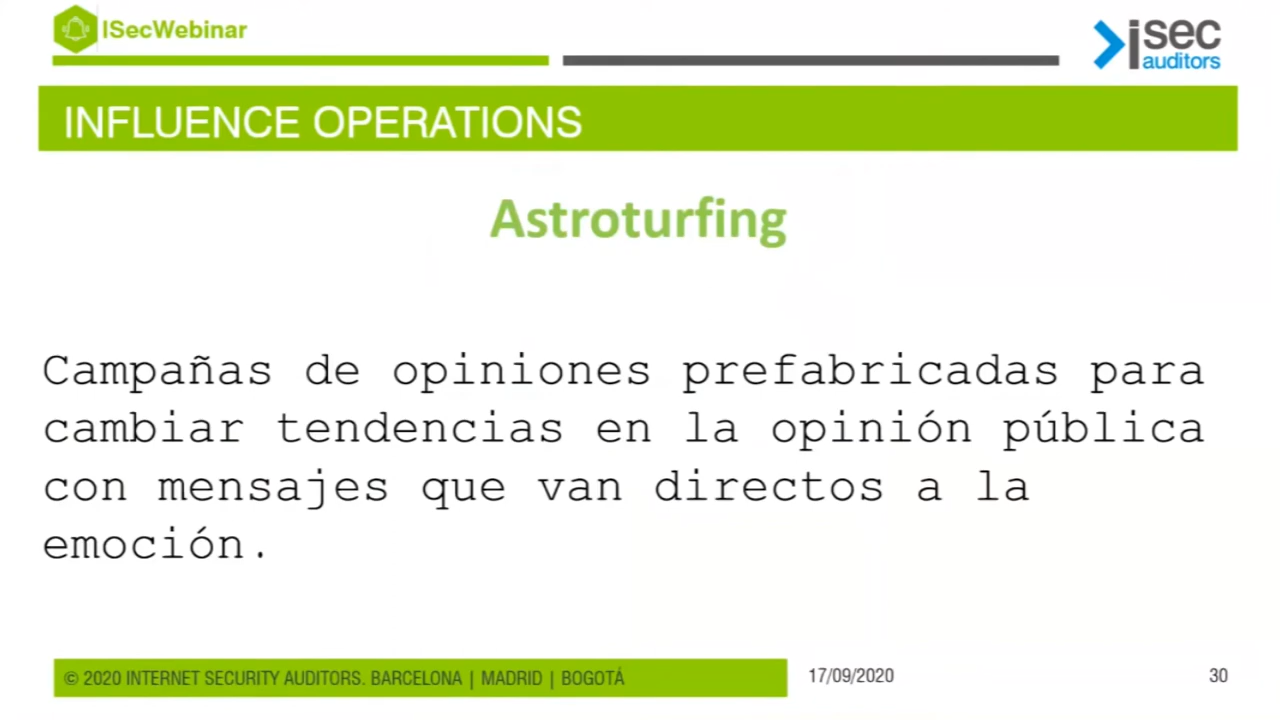 ISecWebinar
isec
auditors
INFLUENCE OPERATIONS
Astroturfing
Campañas de opiniones prefabricadas para
cambiar tendencias en la opinión pública
con mensajes que van directos a la
emoción.
© 2020 INTERNET SECURITY AUDITORS. BARCELONA | MADRID | BOGOTÁ
17/09/2020
30